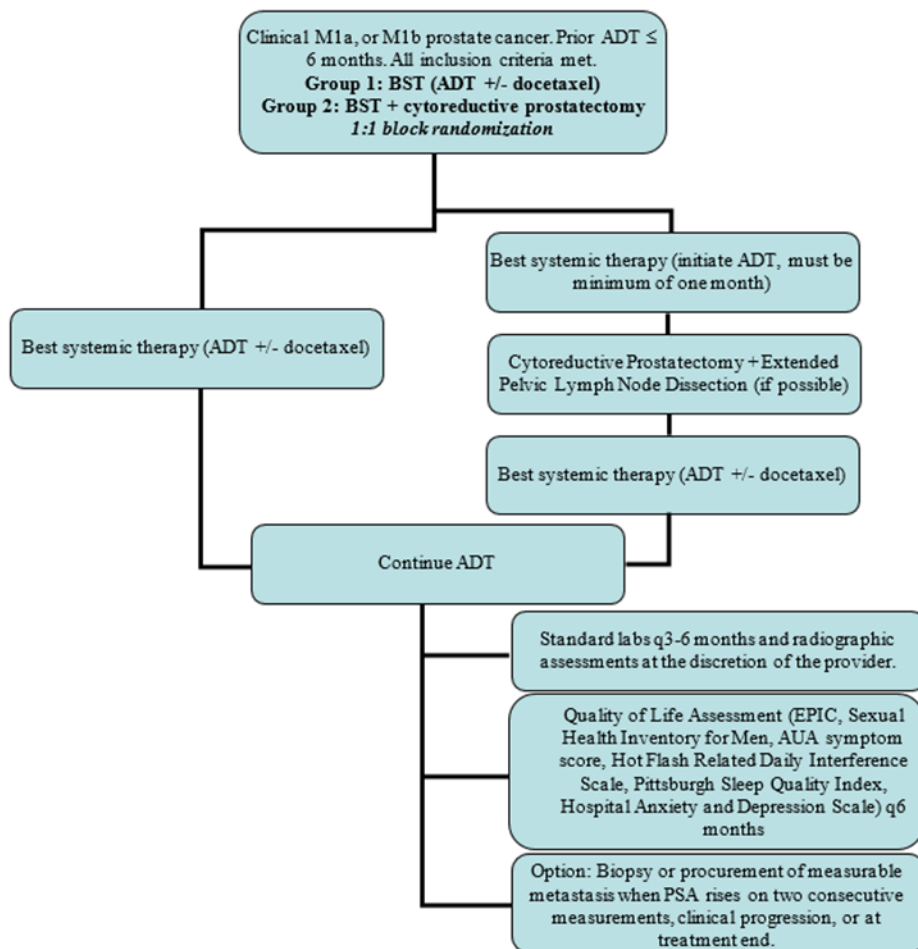 Clinical M1a, or M1b prostate cancer. Prior ADT ≤
6 months. All inclusion criteria met.
Group 1: BST (ADT +/- docetaxel)
Group 2: BST + cytoreductive prostatectomy
1:1 block randomization
Best systemic therapy (initiate ADT, must be
minimum of one month)
Best systemic therapy (ADT +/- docetaxel)
Cytoreductive Prostatectomy + Extended
Pelvic Lymph Node Dissection (if possible)
Best systemic therapy (ADT +/- docetaxel)
Continue ADT
Standard labs q3-6 months and radiographic
assessments at the discretion of the provider.
Quality of Life Assessment (EPIC, Sexual
Health Inventory for Men, AUA symptom
score, Hot Flash Related Daily Interference
Scale, Pittsburgh Sleep Quality Index,
Hospital Anxiety and Depression Scale) q6
months
Option: Biopsy or procurement of measurable
metastasis when PSA rises on two consecutive
measurements, clinical progression, or at
treatment end.